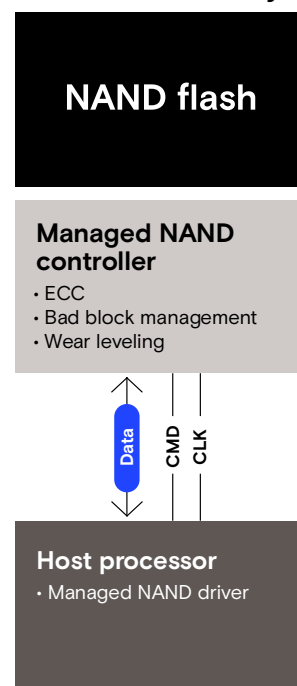 NAND flash
Managed NAND
controller
• ECC
• Bad block management
• Wear leveling
Data
CMD
CLK
Host processor
• Managed NAND driver